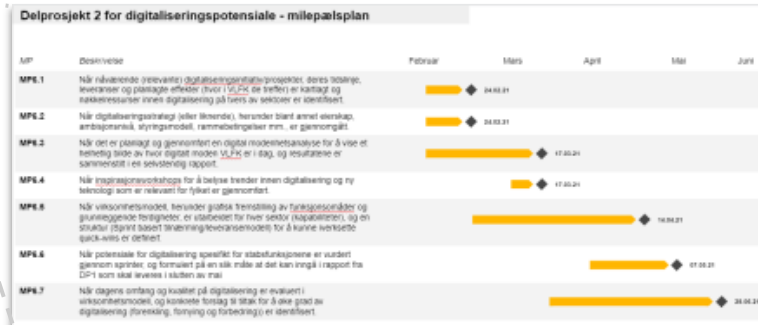 Delprosjekt 2 for digitaliseringspotensiale - milepælsplan
MP Beskrivelse Februar Mars April Mai Juni
MP6.1 Når nåværende (relevante) digitaliseringsinitiativ/prosjekter, deres tidslinje,
leveranser og planlagte effekter (hvor i VLFK de treffer) er kartlagt og
nøkkelressurser innen digitalisering på tvers av sektorer er identifisert.
24.02.21
MP6.2 Når digitaliseringsstrategi (eller liknende), herunder blant annet eierskap,
ambisjonsnivå, styringsmodell, rammebetingelser mm., er gjennomgått.
24.02.21
MP6.3 Når det er planlagt og gjennomført en digital modenhetsanalyse for å vise et
helhetlig bilde av hvor digitalt moden VLFK er i dag, og resultatene er
sammenstilt i en selvstendig rapport.
17.03.21
MP6.4 Når inspirasjonsworkshops for å belyse trender innen digitalisering og ny
teknologi som er relevant for fylket er gjennomført.
17.03.21
MP6.5 Når virksomhetsmodell, herunder grafisk fremstilling av funksjonsområder og
grunnleggende ferdigheter, er utarbeidet for hver sektor (kapabiliteter), og en
struktur (Sprint basert tilnærming/leveransemodell) for å kunne iverksette
quick-wins er definert
14.04.21
MP6.6 Når potensiale for digitalisering spesifikt for stabsfunksjonene er vurdert
gjennom sprinter, og formulert på en slik måte at det kan inngå i rapport fra
DP1 som skal leveres i slutten av mai
07.05.21
MP6.7 Når dagens omfang og kvalitet på digitalisering er evaluert i
virksomhetsmodell, og konkrete forslag til tiltak for å øke grad av
digitalisering (forenkling, fornying og forbedring)) er identifisert.